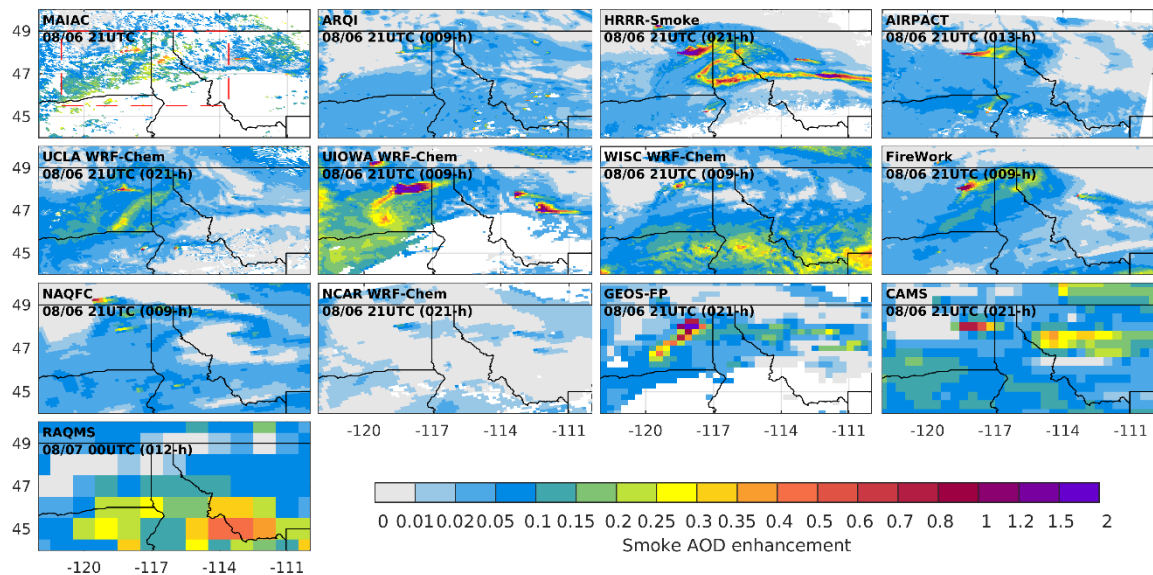 MAIAC
08/06 21UTC
ARQI
08/06 21UTC (009-h)
HRRR-Smoke
08/06 21UTC (021-h)
AIRPACT
08/06 21UTC (013-h)
49
47
45
UCLA WRF-Chem
08/06 21UTC (021-h)
UIOWA WRF-Chem
08/06 21UTC (009-h)
WISC WRF-Chem
08/06 21UTC (009-h)
FireWork
08/06 21UTC (009-h)
49
47
45
NAQFC
08/06 21UTC (009-h)
NCAR WRF-Chem
08/06 21UTC (021-h)
GEOS-FP
08/06 21UTC (021-h)
CAMS
08/06 21UTC (021-h)
49
47
45
-120 -117 -114 -111 -120 -117 -114 -111 -120 -117 -114 -111
RAQMS
08/07 00UTC (012-h)
49
47
45
-120 -117 -114 -111
0 0.01 0.02 0.05 0.1 0.15 0.2 0.25 0.3 0.35 0.4 0.5 0.6 0.7 0.8 1 1.2 1.5 2
Smoke AOD enhancement